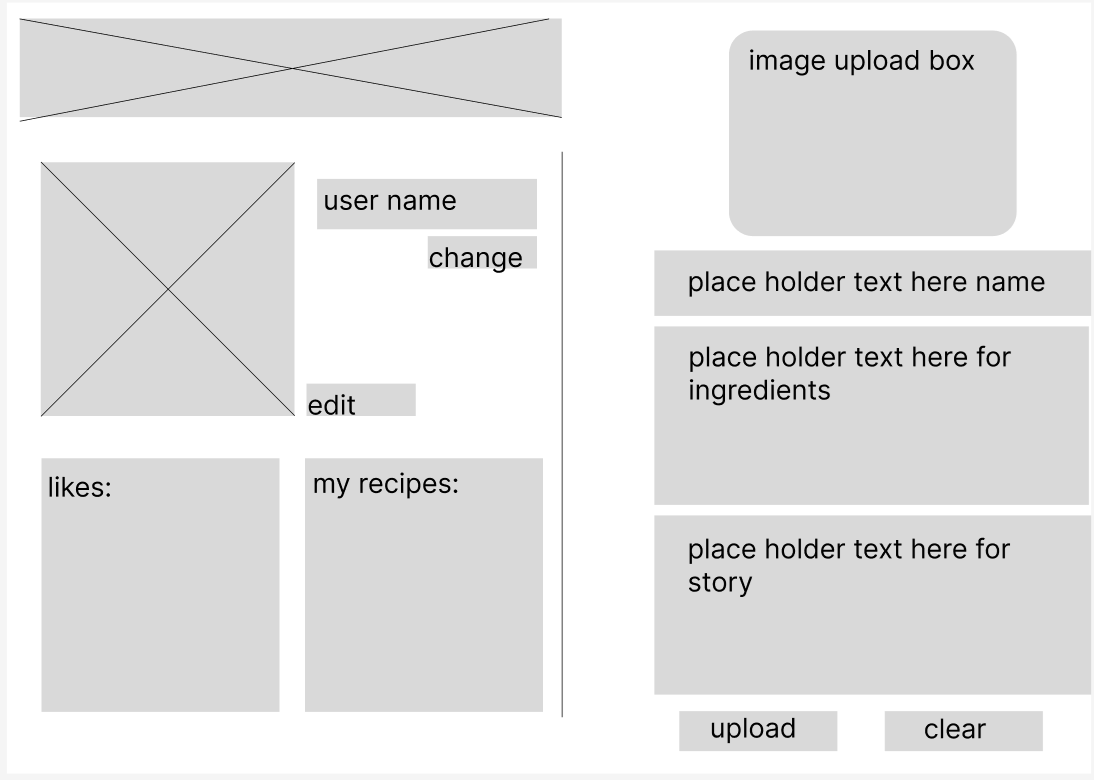 user name
change
edit
likes:
my recipes:
image upload box
place holder text here name
place holder text here for
ingredients
place holder text here for
story
upload
clear